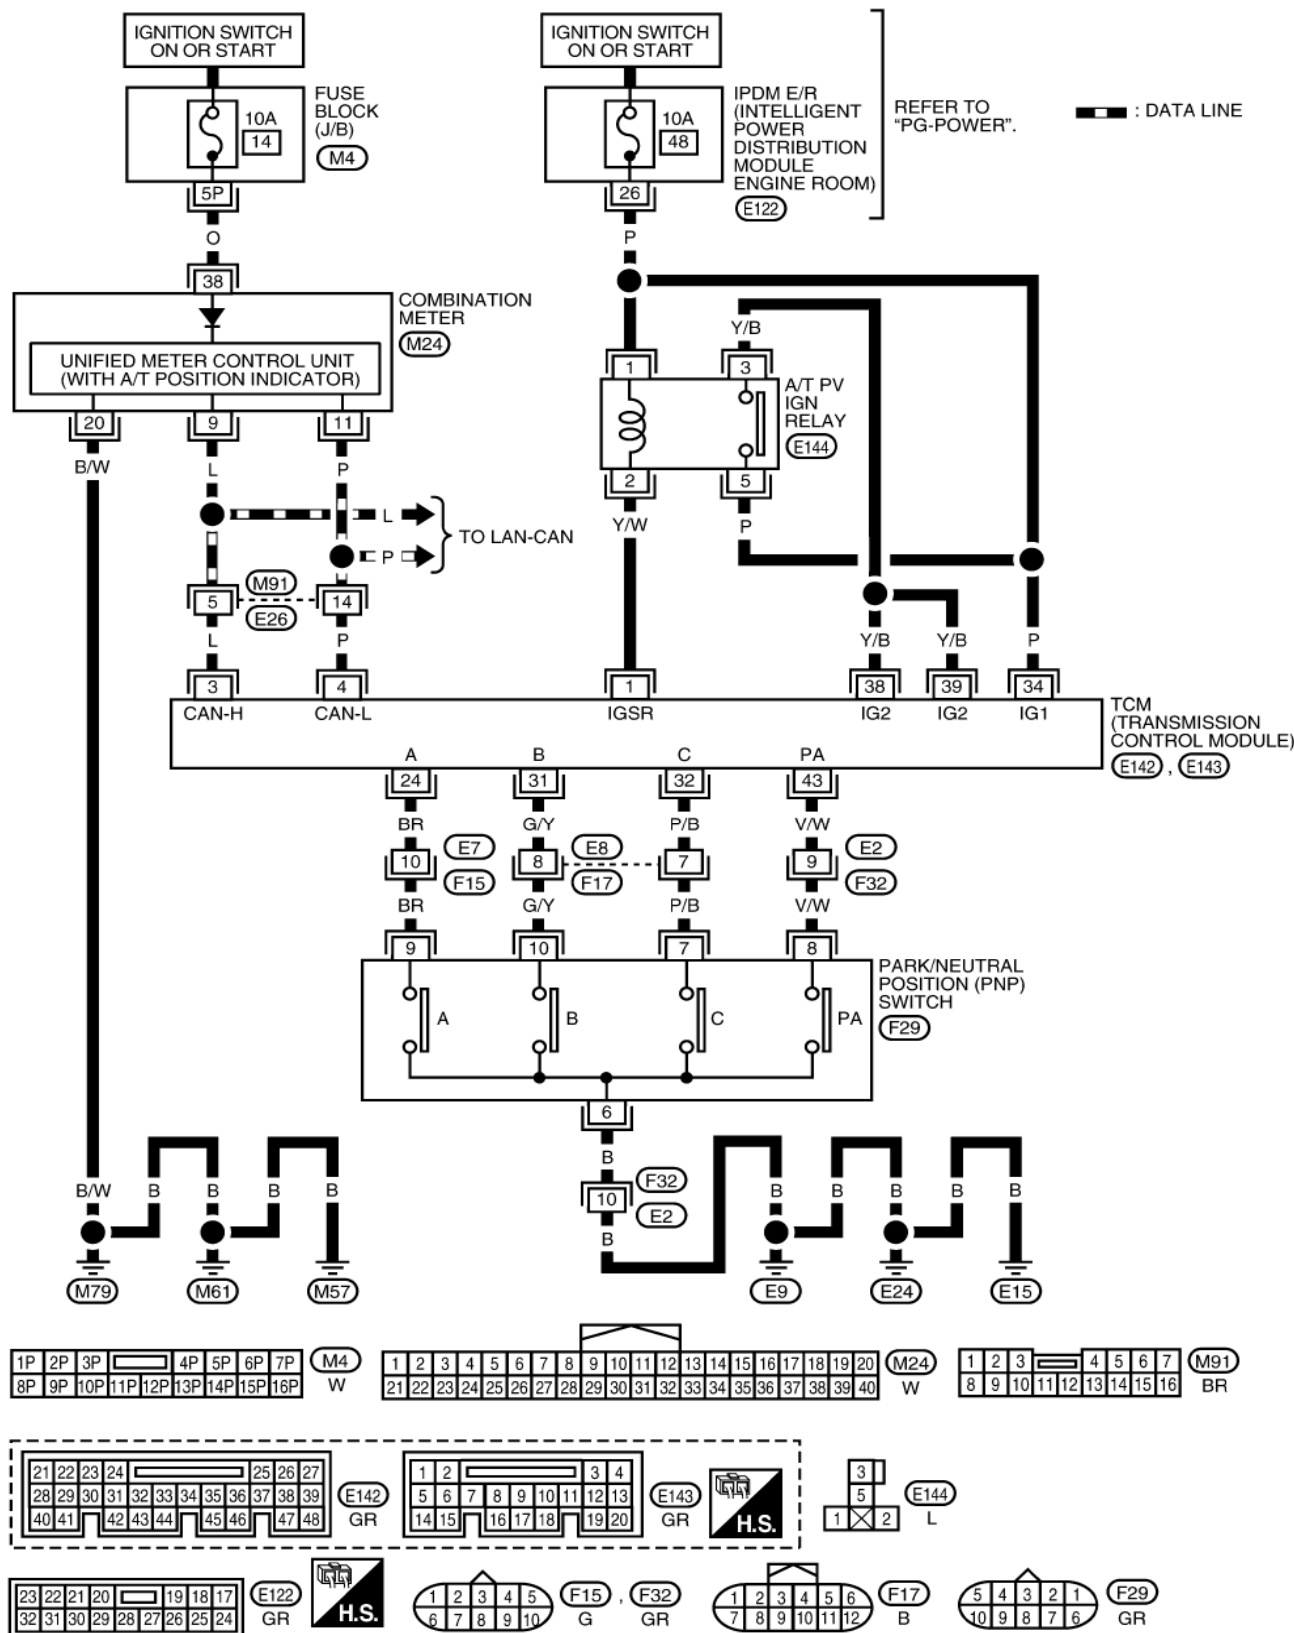 IGNITION SWITCH
ON OR START
IGNITION SWITCH
ON OR START
FUSE
BLOCK
(J/B)
M4
10A
14
5P
O
38
10A
48
26
P
IPDM E/R
(INTELLIGENT
POWER
DISTRIBUTION
MODULE
ENGINE ROOM)
E122
REFER TO
“PG-POWER”.
: DATA LINE
COMBINATION
METER
M24
UNIFIED METER CONTROL UNIT
(WITH A/T POSITION INDICATOR)
20 9 11
B/W L P
L
P
TO LAN-CAN
M91
5 14
E26
L P
Y/B
1 3
A/T PV
IGN
RELAY
E144
2 5
Y/W P
Y/B Y/B P
3 4 1 38 39 34
CAN-H CAN-L IGSR IG2 IG2 IG1
TCM
(TRANSMISSION
CONTROL MODULE)
E142 , E143
A B C PA
24 31 32 43
BR G/Y P/B V/W
10 E7 8 E8 7 9 E2
F15 F17 F32
BR G/Y P/B V/W
9 10 7 8
PARK/NEUTRAL
POSITION (PNP)
SWITCH
F29
A B C PA
6
B
F32
10
E2
B
B/W B B B B
M79 M61 M57
B B B B
E9 E24 E15
1P 2P 3P 4P 5P 6P 7P
8P 9P 10P 11P 12P 13P 14P 15P 16P
M4
W
1 2 3 4 5 6 7 8 9 10 11 12 13 14 15 16 17 18 19 20
21 22 23 24 25 26 27 28 29 30 31 32 33 34 35 36 37 38 39 40
M24
W
1 2 3 4 5 6 7
8 9 10 11 12 13 14 15 16
M91
BR
21 22 23 24 25 26 27
28 29 30 31 32 33 34 35 36 37 38 39
40 41 42 43 44 45 46 47 48
E142
GR
1 2 3 4
5 6 7 8 9 10 11 12 13
14 15 16 17 18 19 20
E143
GR
H.S.
3
5
1 2
E144
L
23 22 21 20 19 18 17
32 31 30 29 28 27 26 25 24
E122
GR
H.S.
1 2 3 4 5
6 7 8 9 10
F15 , F32
G GR
1 2 3 4 5 6
7 8 9 10 11 12
F17
B
5 4 3 2 1
10 9 8 7 6
F29
GR